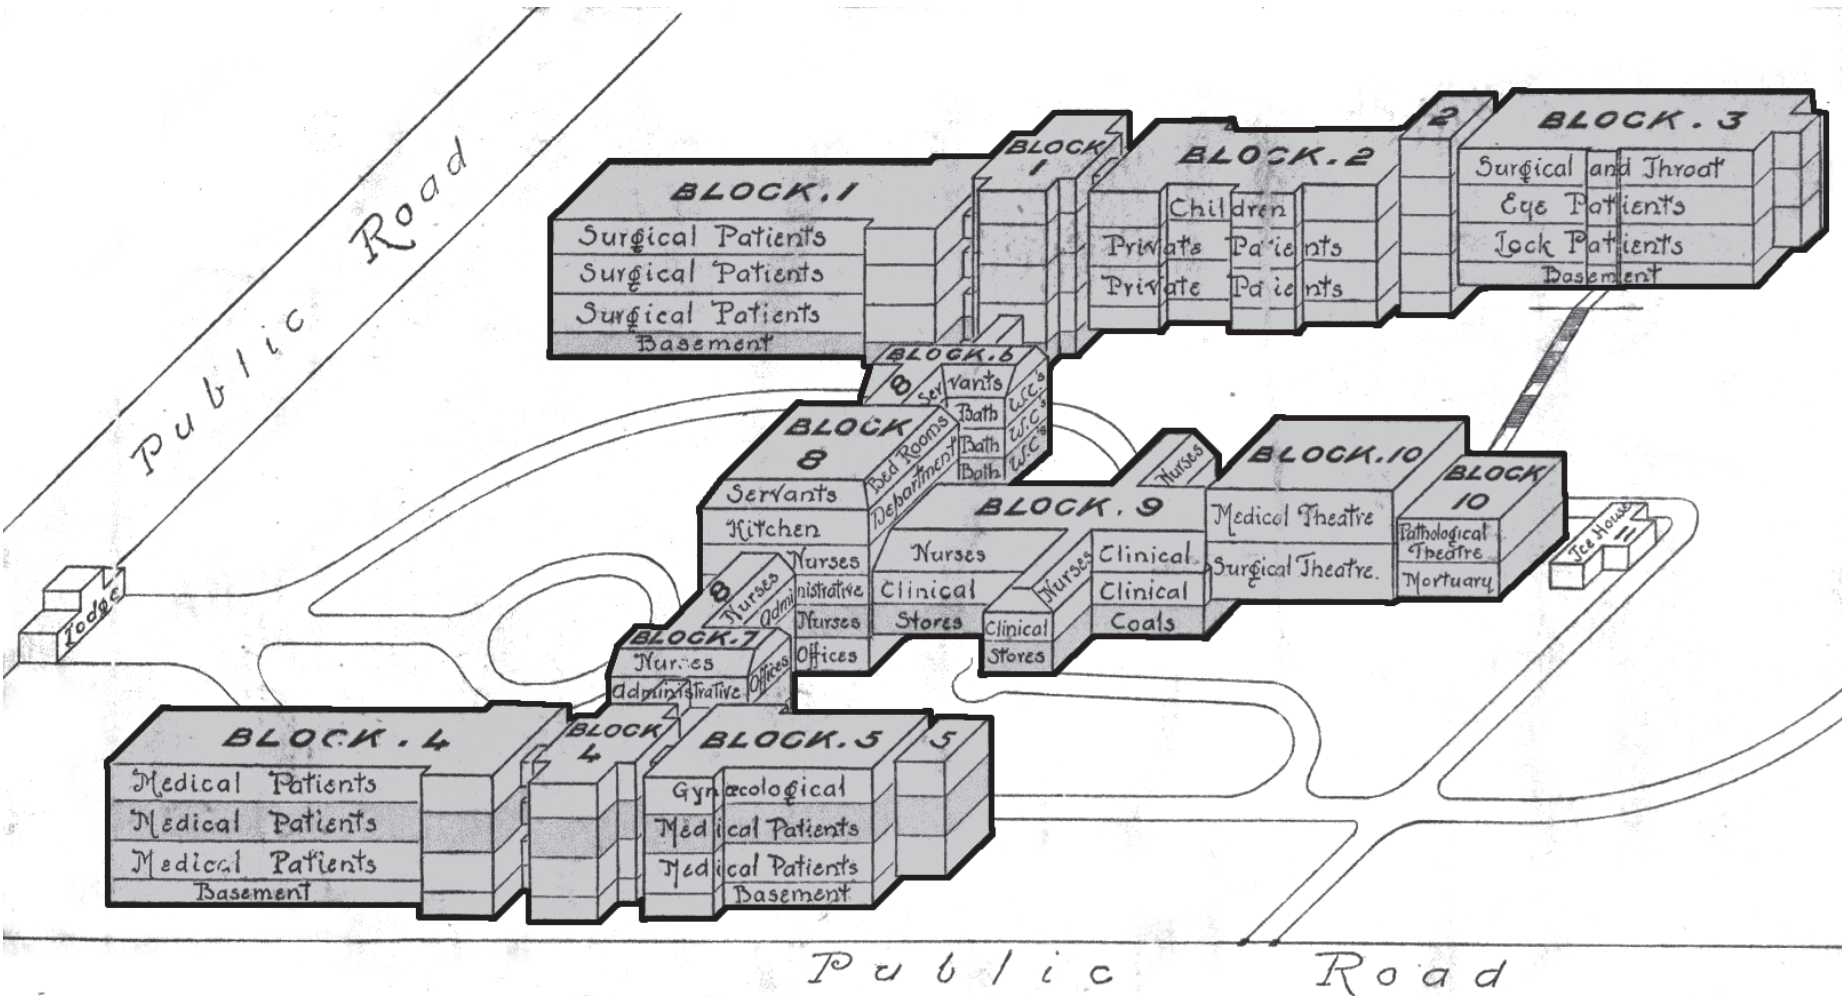 Public Road
BLOCK.1
Surgical Patients
Surgical Patients
Surgical Patients
Basement
BLOCK
1
BLOCK.2
Children
Private Patients
Private Patients
2
BLOCK.3
Surgical and Throat
Eye Patients
Lock Patients
Basement
BLOCK.6
8
Servants
Bath
Bath
Bath
W.C.'s
W.C.'s
W.C.'s
BLOCK
8
Bed Rooms
Department
Servants
Kitchen
Nurses
Administrative
Nurses
Offices
8
Nurses
BLOCK.9
Nurses
Nurses
Clinical
Stores
Nurses
Clinical
Stores
Clinical
Clinical
Coals
BLOCK.10
Medical Theatre
Surgical Theatre.
BLOCK
10
Pathological
Theatre
Mortuary
Ice House
Lodge
BLOCK.7
Nurses
Administrative
Offices
BLOCK.4
Medical Patients
Medical Patients
Medical Patients
Basement
BLOCK
4
BLOCK.5
Gynœcological
Medical Patients
Medical Patients
Basement
5
Public Road